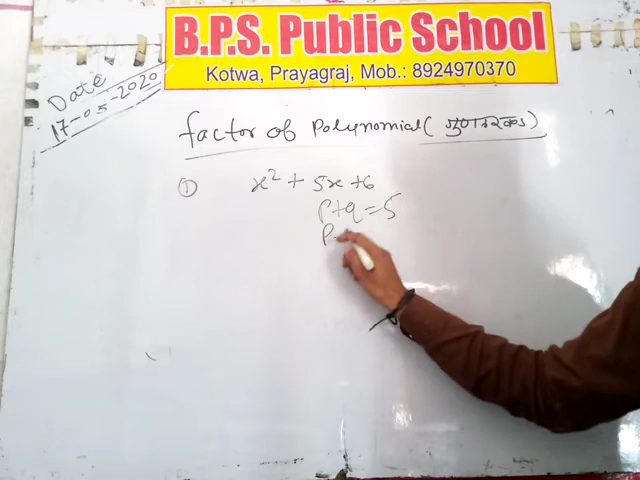 B.P.S. Public School
Kotwa, Prayagraj, Mob.: 8924970370
Date
17-05-2020
factor of Polynomial (गुणनखण्ड)
① x² + 5x + 6
p+q = 5
p